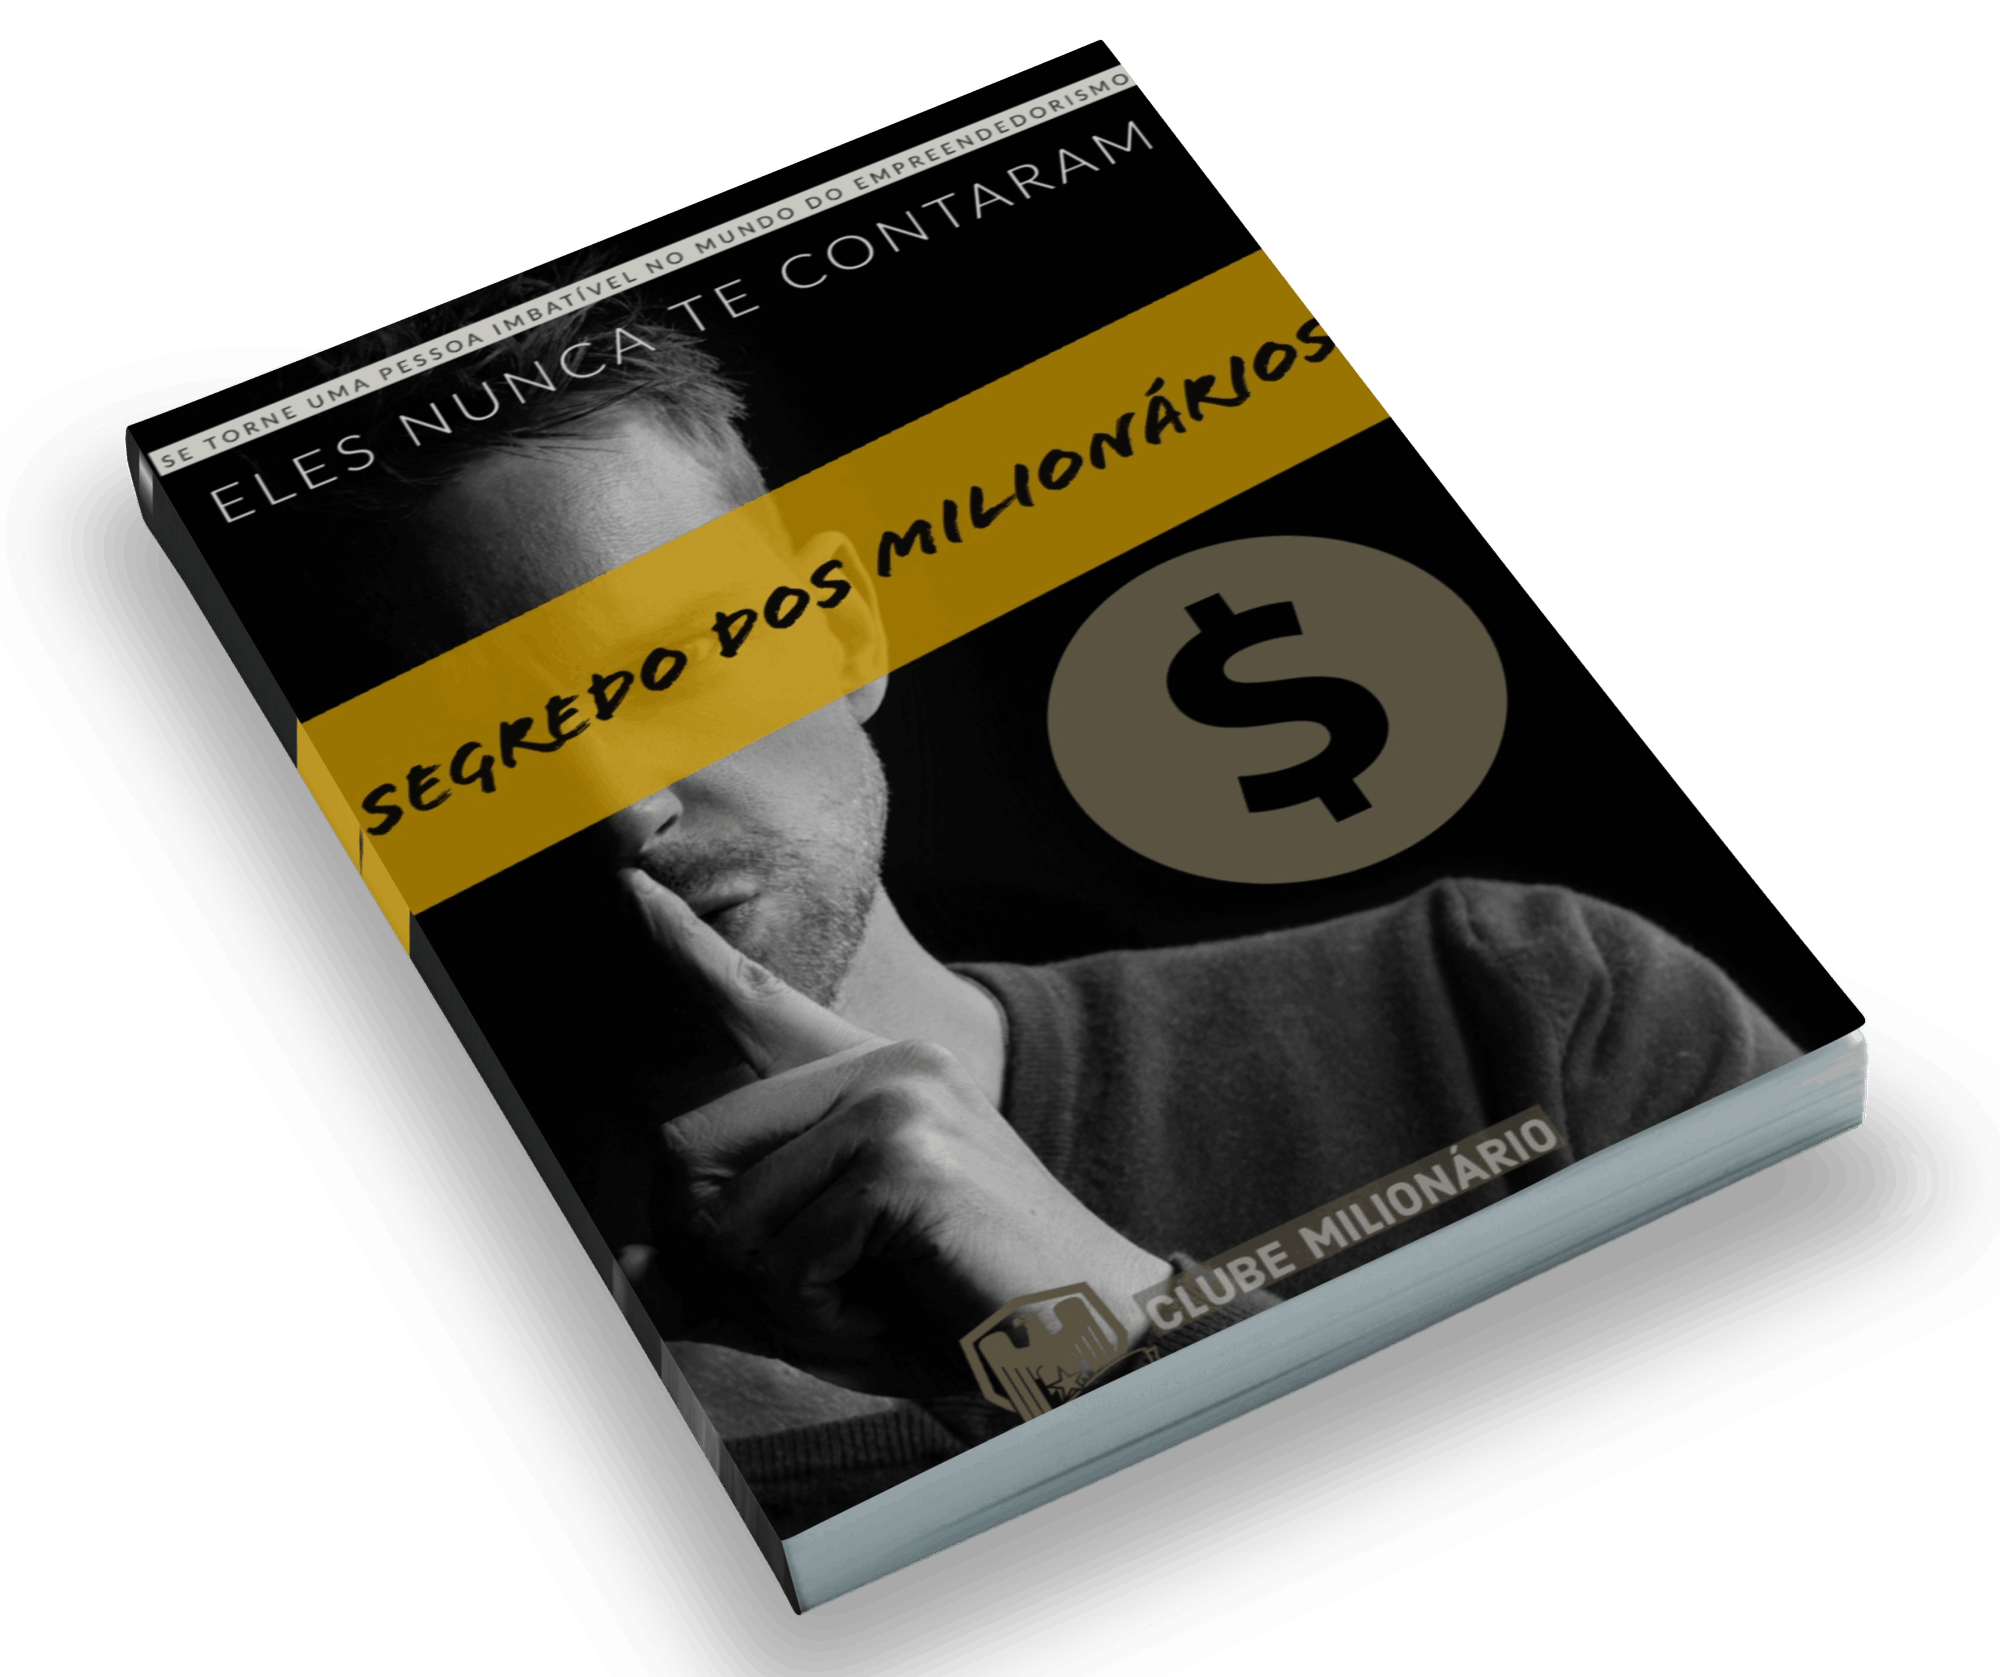 SE TORNE UMA PESSOA IMBATÍVEL NO MUNDO DO EMPREENDEDORISMO
ELES NUNCA TE CONTARAM
SEGREDO DOS MILIONÁRIOS
$
CLUBE MILIONÁRIO